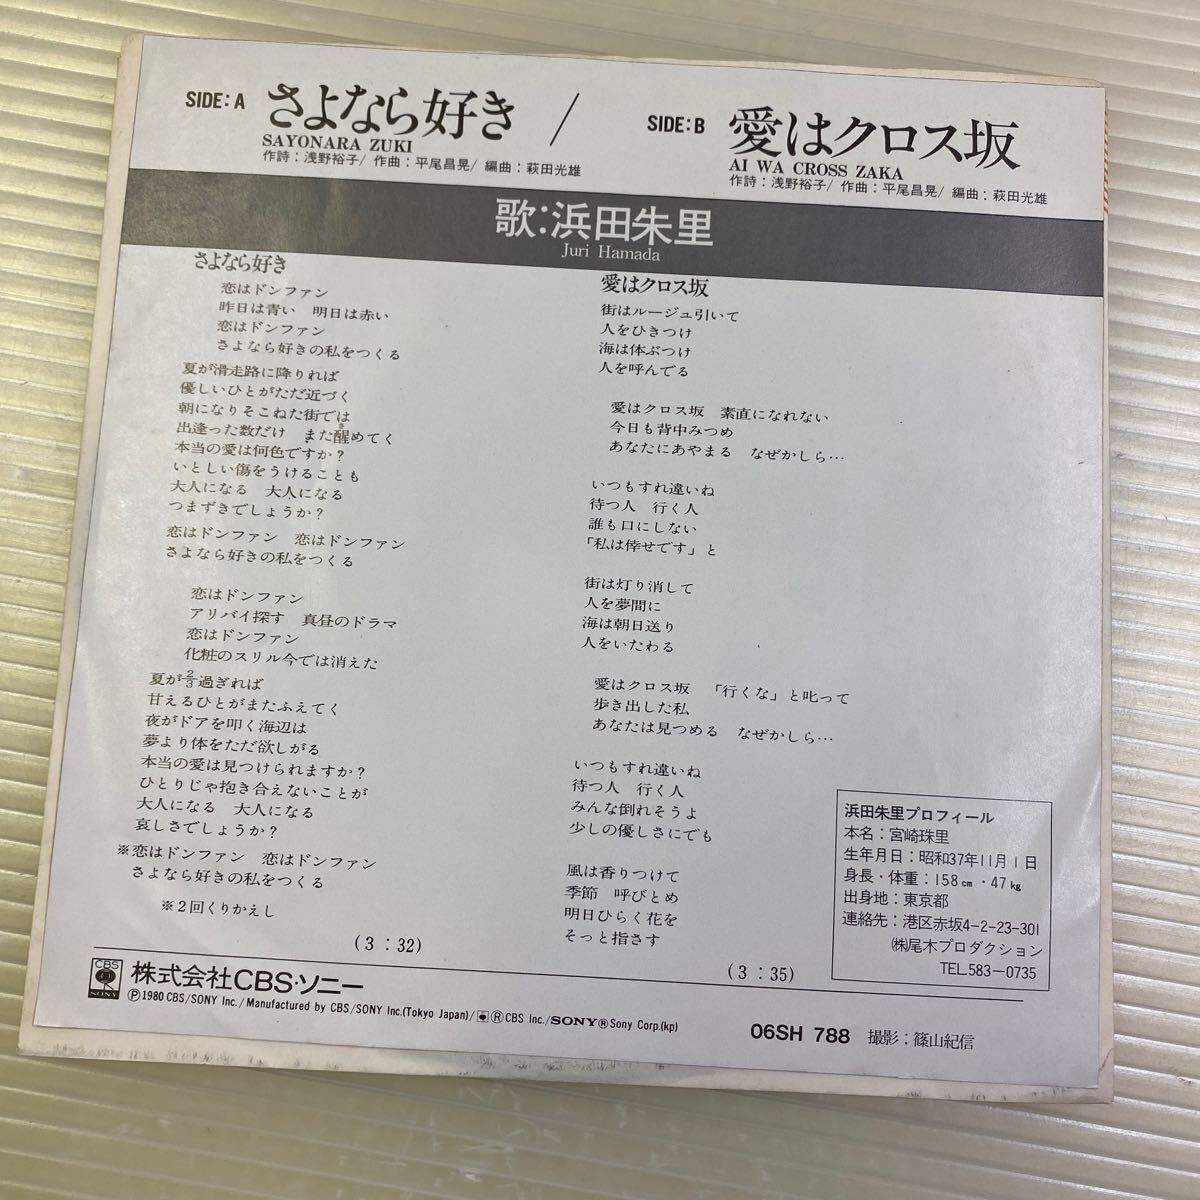 SIDE: A さよなら好き /
SAYONARA ZUKI
作詩：浅野裕子/ 作曲：平尾昌晃/ 編曲：萩田光雄
SIDE: B 愛はクロス坂
AI WA CROSS ZAKA
作詩：浅野裕子/ 作曲：平尾昌晃/ 編曲：萩田光雄
歌：浜田朱里
Juri Hamada
さよなら好き
恋はドンファン
昨日は青い 明日は赤い
恋はドンファン
さよなら好きの私をつくる
夏が滑走路に降りれば
優しいひとがただ近づく
朝になりそこねた街では
出逢った数だけ また醒めてく
本当の愛は何色ですか？
いとしい傷をうけることも
大人になる 大人になる
つまずきでしょうか？
恋はドンファン 恋はドンファン
さよなら好きの私をつくる
恋はドンファン
アリバイ探す 真昼のドラマ
恋はドンファン
化粧のスリル今では消えた
夏が2/3過ぎれば
甘えるひとがまたふえてく
夜がドアを叩く海辺は
夢より体をただ欲しがる
本当の愛は見つけられますか？
ひとりじゃ抱き合えないことが
大人になる 大人になる
哀しさでしょうか？
※恋はドンファン 恋はドンファン
さよなら好きの私をつくる
※2回くりかえし
(3：32)
愛はクロス坂
街はルージュ引いて
人をひきつけ
海は体ぶつけ
人を呼んでる
愛はクロス坂 素直になれない
今日も背中みつめ
あなたにあやまる なぜかしら…
いつもすれ違いね
待つ人 行く人
誰も口にしない
「私は倖せです」と
街は灯り消して
人を夢間に
海は朝日送り
人をいたわる
愛はクロス坂 「行くな」と叱って
歩き出した私
あなたは見つめる なぜかしら…
いつもすれ違いね
待つ人 行く人
みんな倒れそうよ
少しの優しさにでも
風は香りつけて
季節 呼びとめ
明日ひらく花を
そっと指さす
(3：35)
浜田朱里プロフィール
本名：宮崎珠里
生年月日：昭和37年11月1日
身長・体重：158cm・47kg
出身地：東京都
連絡先：港区赤坂4-2-23-301
㈱尾木プロダクション
TEL.583-0735
CBS SONY 株式会社CBS・ソニー
Ⓟ1980 CBS/SONY Inc./Manufactured by CBS/SONY Inc.(Tokyo Japan)/Ⓡ CBS Inc./SONY Ⓡ Sony Corp.(kp)
06SH 788 撮影：篠山紀信